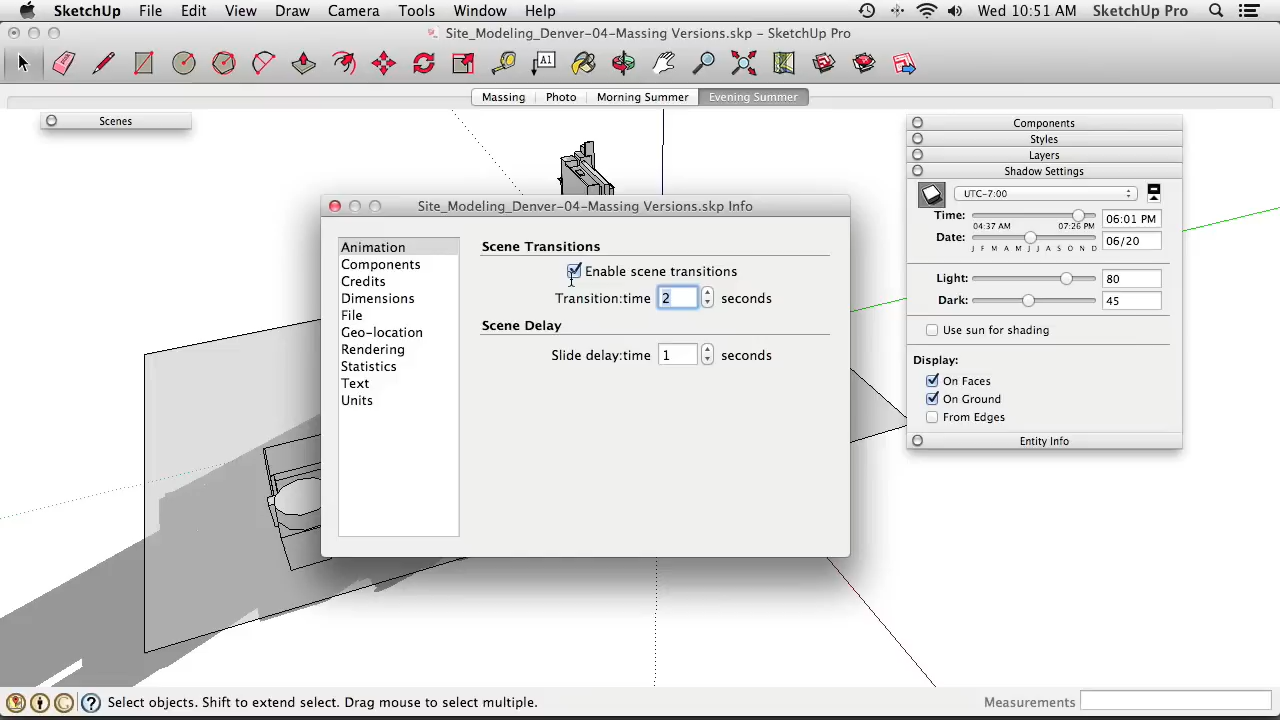 SketchUp File Edit View Draw Camera Tools Window Help Wed 10:51 AM SketchUp Pro
Site_Modeling_Denver-04-Massing Versions.skp – SketchUp Pro
A1
Massing Photo Morning Summer Evening Summer
Scenes
Components
Styles
Layers
Shadow Settings
UTC-7:00
Time: 06:01 PM
04:37 AM 07:26 PM
Date: 06/20
J F M A M J J A S O N D
Light: 80
Dark: 45
Use sun for shading
Display:
On Faces
On Ground
From Edges
Entity Info
Site_Modeling_Denver-04-Massing Versions.skp Info
Animation
Components
Credits
Dimensions
File
Geo-location
Rendering
Statistics
Text
Units
Scene Transitions
Enable scene transitions
Transition:time 2 seconds
Scene Delay
Slide delay:time 1 seconds
? Select objects. Shift to extend select. Drag mouse to select multiple. Measurements